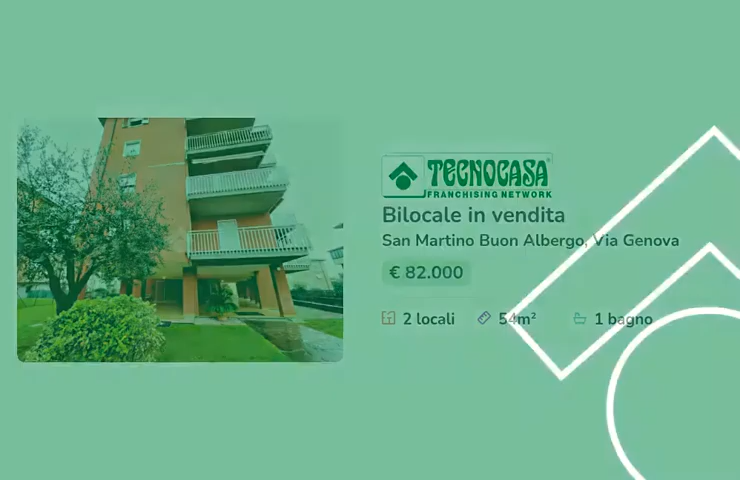 TECNOCASA
FRANCHISING NETWORK
Bilocale in vendita
San Martino Buon Albergo, Via Genova
€ 82.000
2 locali 54m² 1 bagno